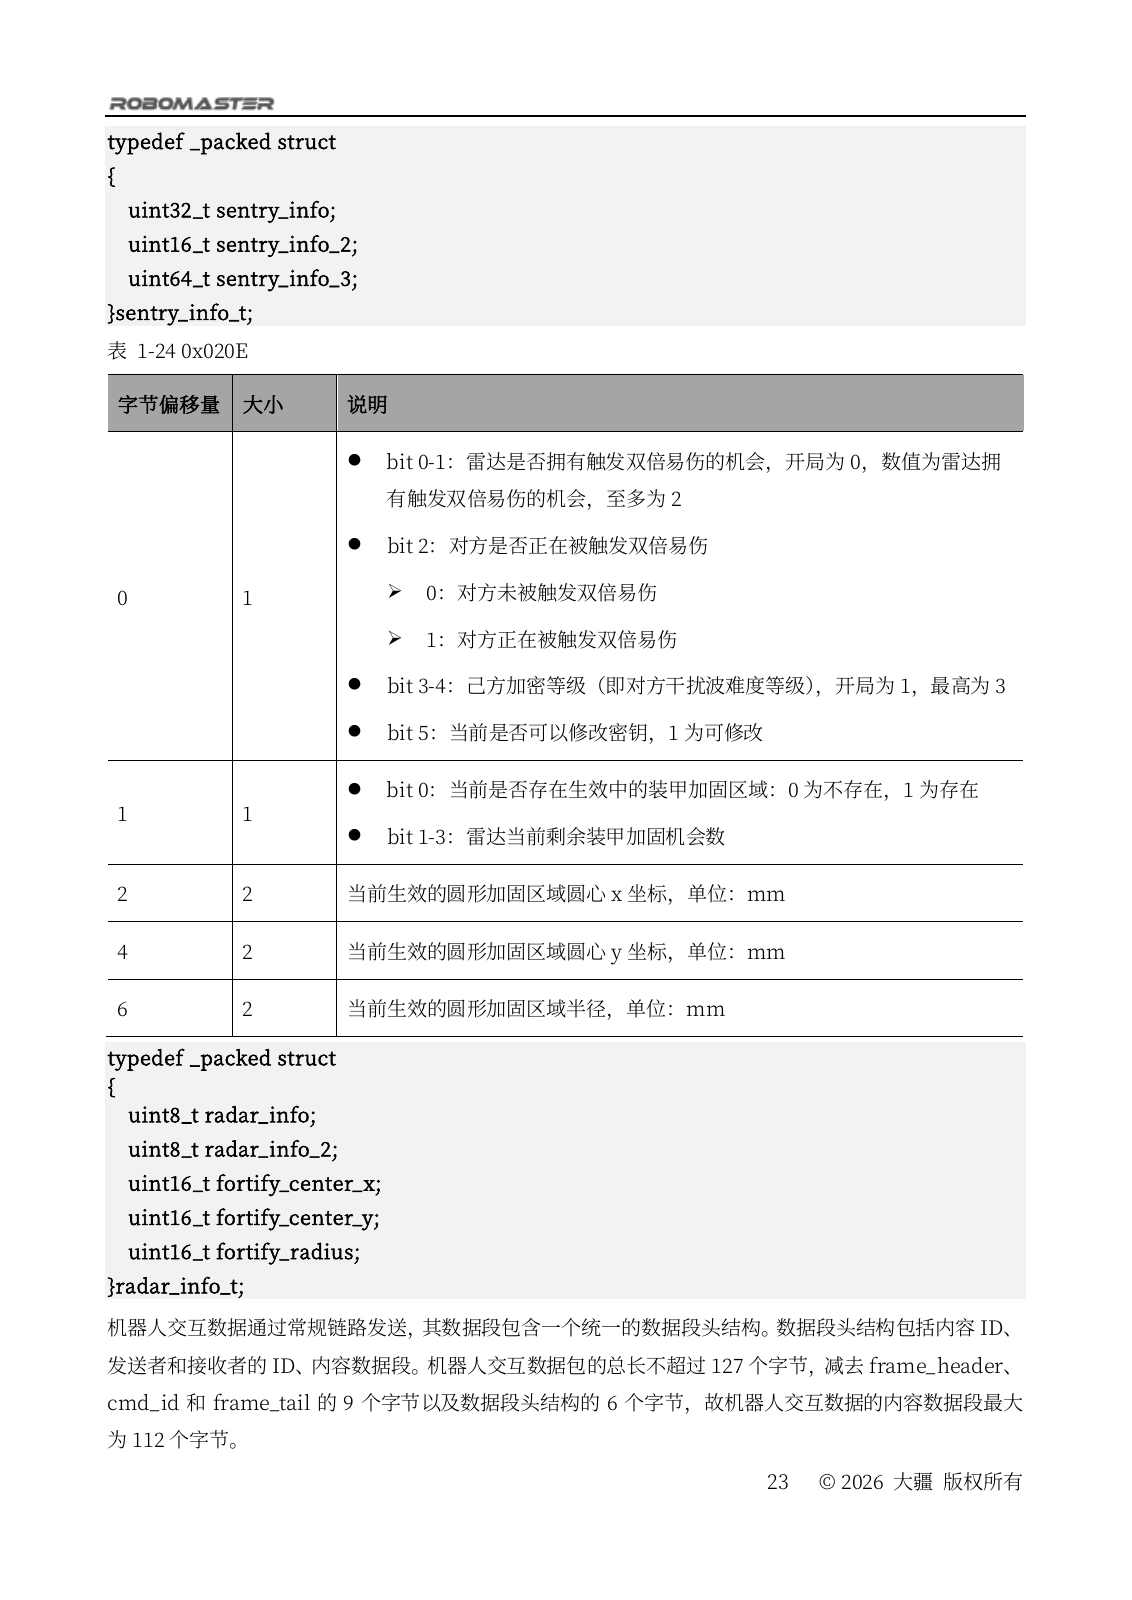 ROBOMASTER
typedef _packed struct
{
uint32_t sentry_info;
uint16_t sentry_info_2;
uint64_t sentry_info_3;
}sentry_info_t;
表 1-24 0x020E
字节偏移量 大小 说明
0 1
● bit 0-1：雷达是否拥有触发双倍易伤的机会，开局为 0，数值为雷达拥
有触发双倍易伤的机会，至多为 2
● bit 2：对方是否正在被触发双倍易伤
➢ 0：对方未被触发双倍易伤
➢ 1：对方正在被触发双倍易伤
● bit 3-4：己方加密等级（即对方干扰波难度等级），开局为 1，最高为 3
● bit 5：当前是否可以修改密钥，1 为可修改
1 1
● bit 0：当前是否存在生效中的装甲加固区域：0 为不存在，1 为存在
● bit 1-3：雷达当前剩余装甲加固机会数
2 2 当前生效的圆形加固区域圆心 x 坐标，单位：mm
4 2 当前生效的圆形加固区域圆心 y 坐标，单位：mm
6 2 当前生效的圆形加固区域半径，单位：mm
typedef _packed struct
{
uint8_t radar_info;
uint8_t radar_info_2;
uint16_t fortify_center_x;
uint16_t fortify_center_y;
uint16_t fortify_radius;
}radar_info_t;
机器人交互数据通过常规链路发送，其数据段包含一个统一的数据段头结构。数据段头结构包括内容 ID、
发送者和接收者的 ID、内容数据段。机器人交互数据包的总长不超过 127 个字节，减去 frame_header、
cmd_id 和 frame_tail 的 9 个字节以及数据段头结构的 6 个字节，故机器人交互数据的内容数据段最大
为 112 个字节。
23 © 2026 大疆 版权所有